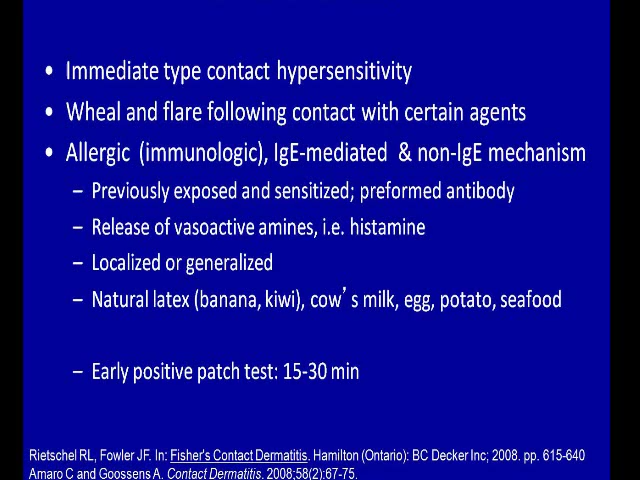 • Immediate type contact hypersensitivity
• Wheal and flare following contact with certain agents
• Allergic (immunologic), IgE-mediated & non-IgE mechanism
– Previously exposed and sensitized; preformed antibody
– Release of vasoactive amines, i.e. histamine
– Localized or generalized
– Natural latex (banana, kiwi), cow’s milk, egg, potato, seafood
– Early positive patch test: 15-30 min
Rietschel RL, Fowler JF. In: Fisher's Contact Dermatitis. Hamilton (Ontario): BC Decker Inc; 2008. pp. 615-640
Amaro C and Goossens A. Contact Dermatitis. 2008;58(2):67-75.